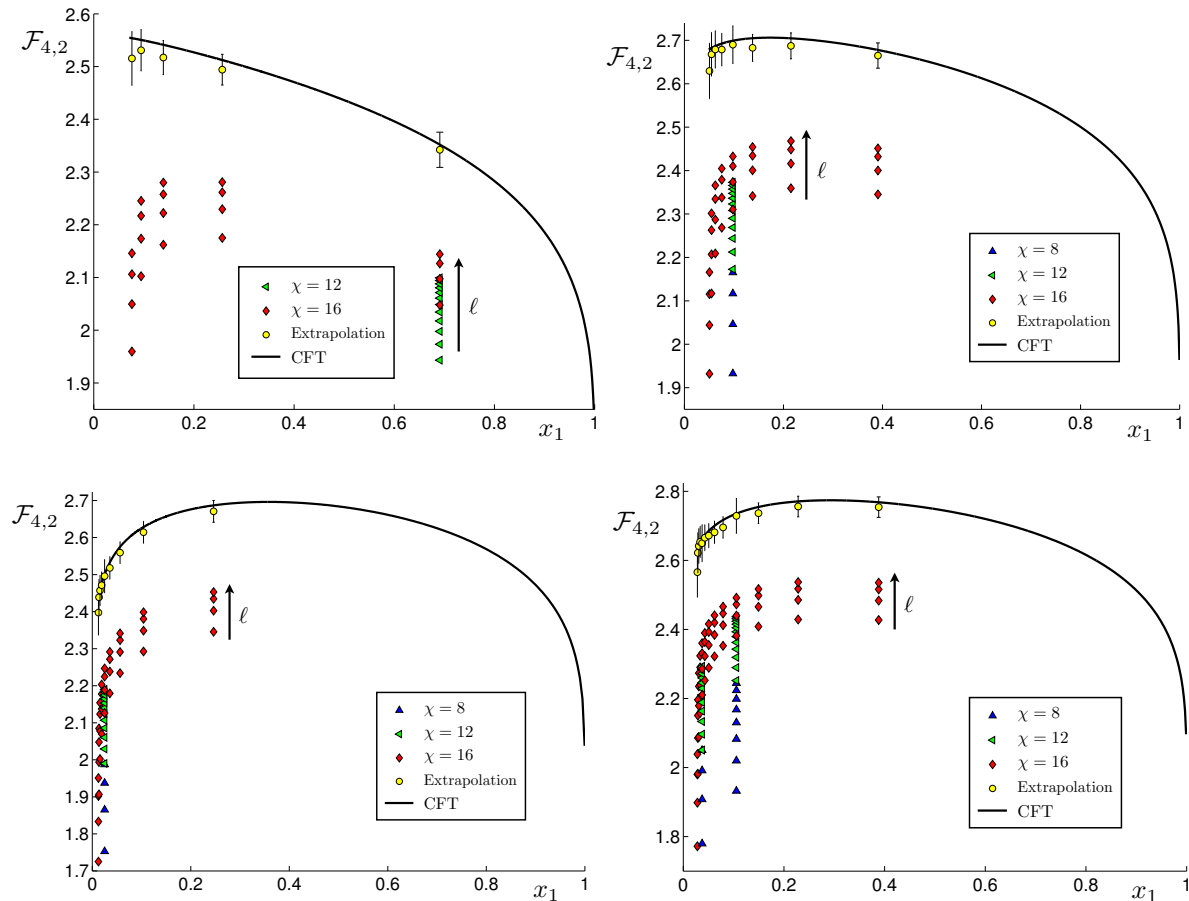 2.6
2.5
2.4
2.3
2.2
2.1
2
1.9
0
0.2
0.4
0.6
0.8
1
F₄,₂
x₁
χ = 12
χ = 16
Extrapolation
CFT
ℓ
2.7
2.6
2.5
2.4
2.3
2.2
2.1
2
1.9
0
0.2
0.4
0.6
0.8
1
F₄,₂
x₁
χ = 8
χ = 12
χ = 16
Extrapolation
CFT
ℓ
2.7
2.6
2.5
2.4
2.3
2.2
2.1
2
1.9
1.8
1.7
0
0.2
0.4
0.6
0.8
1
F₄,₂
x₁
χ = 8
χ = 12
χ = 16
Extrapolation
CFT
ℓ
2.8
2.6
2.4
2.2
2
1.8
0
0.2
0.4
0.6
0.8
1
F₄,₂
x₁
χ = 8
χ = 12
χ = 16
Extrapolation
CFT
ℓ